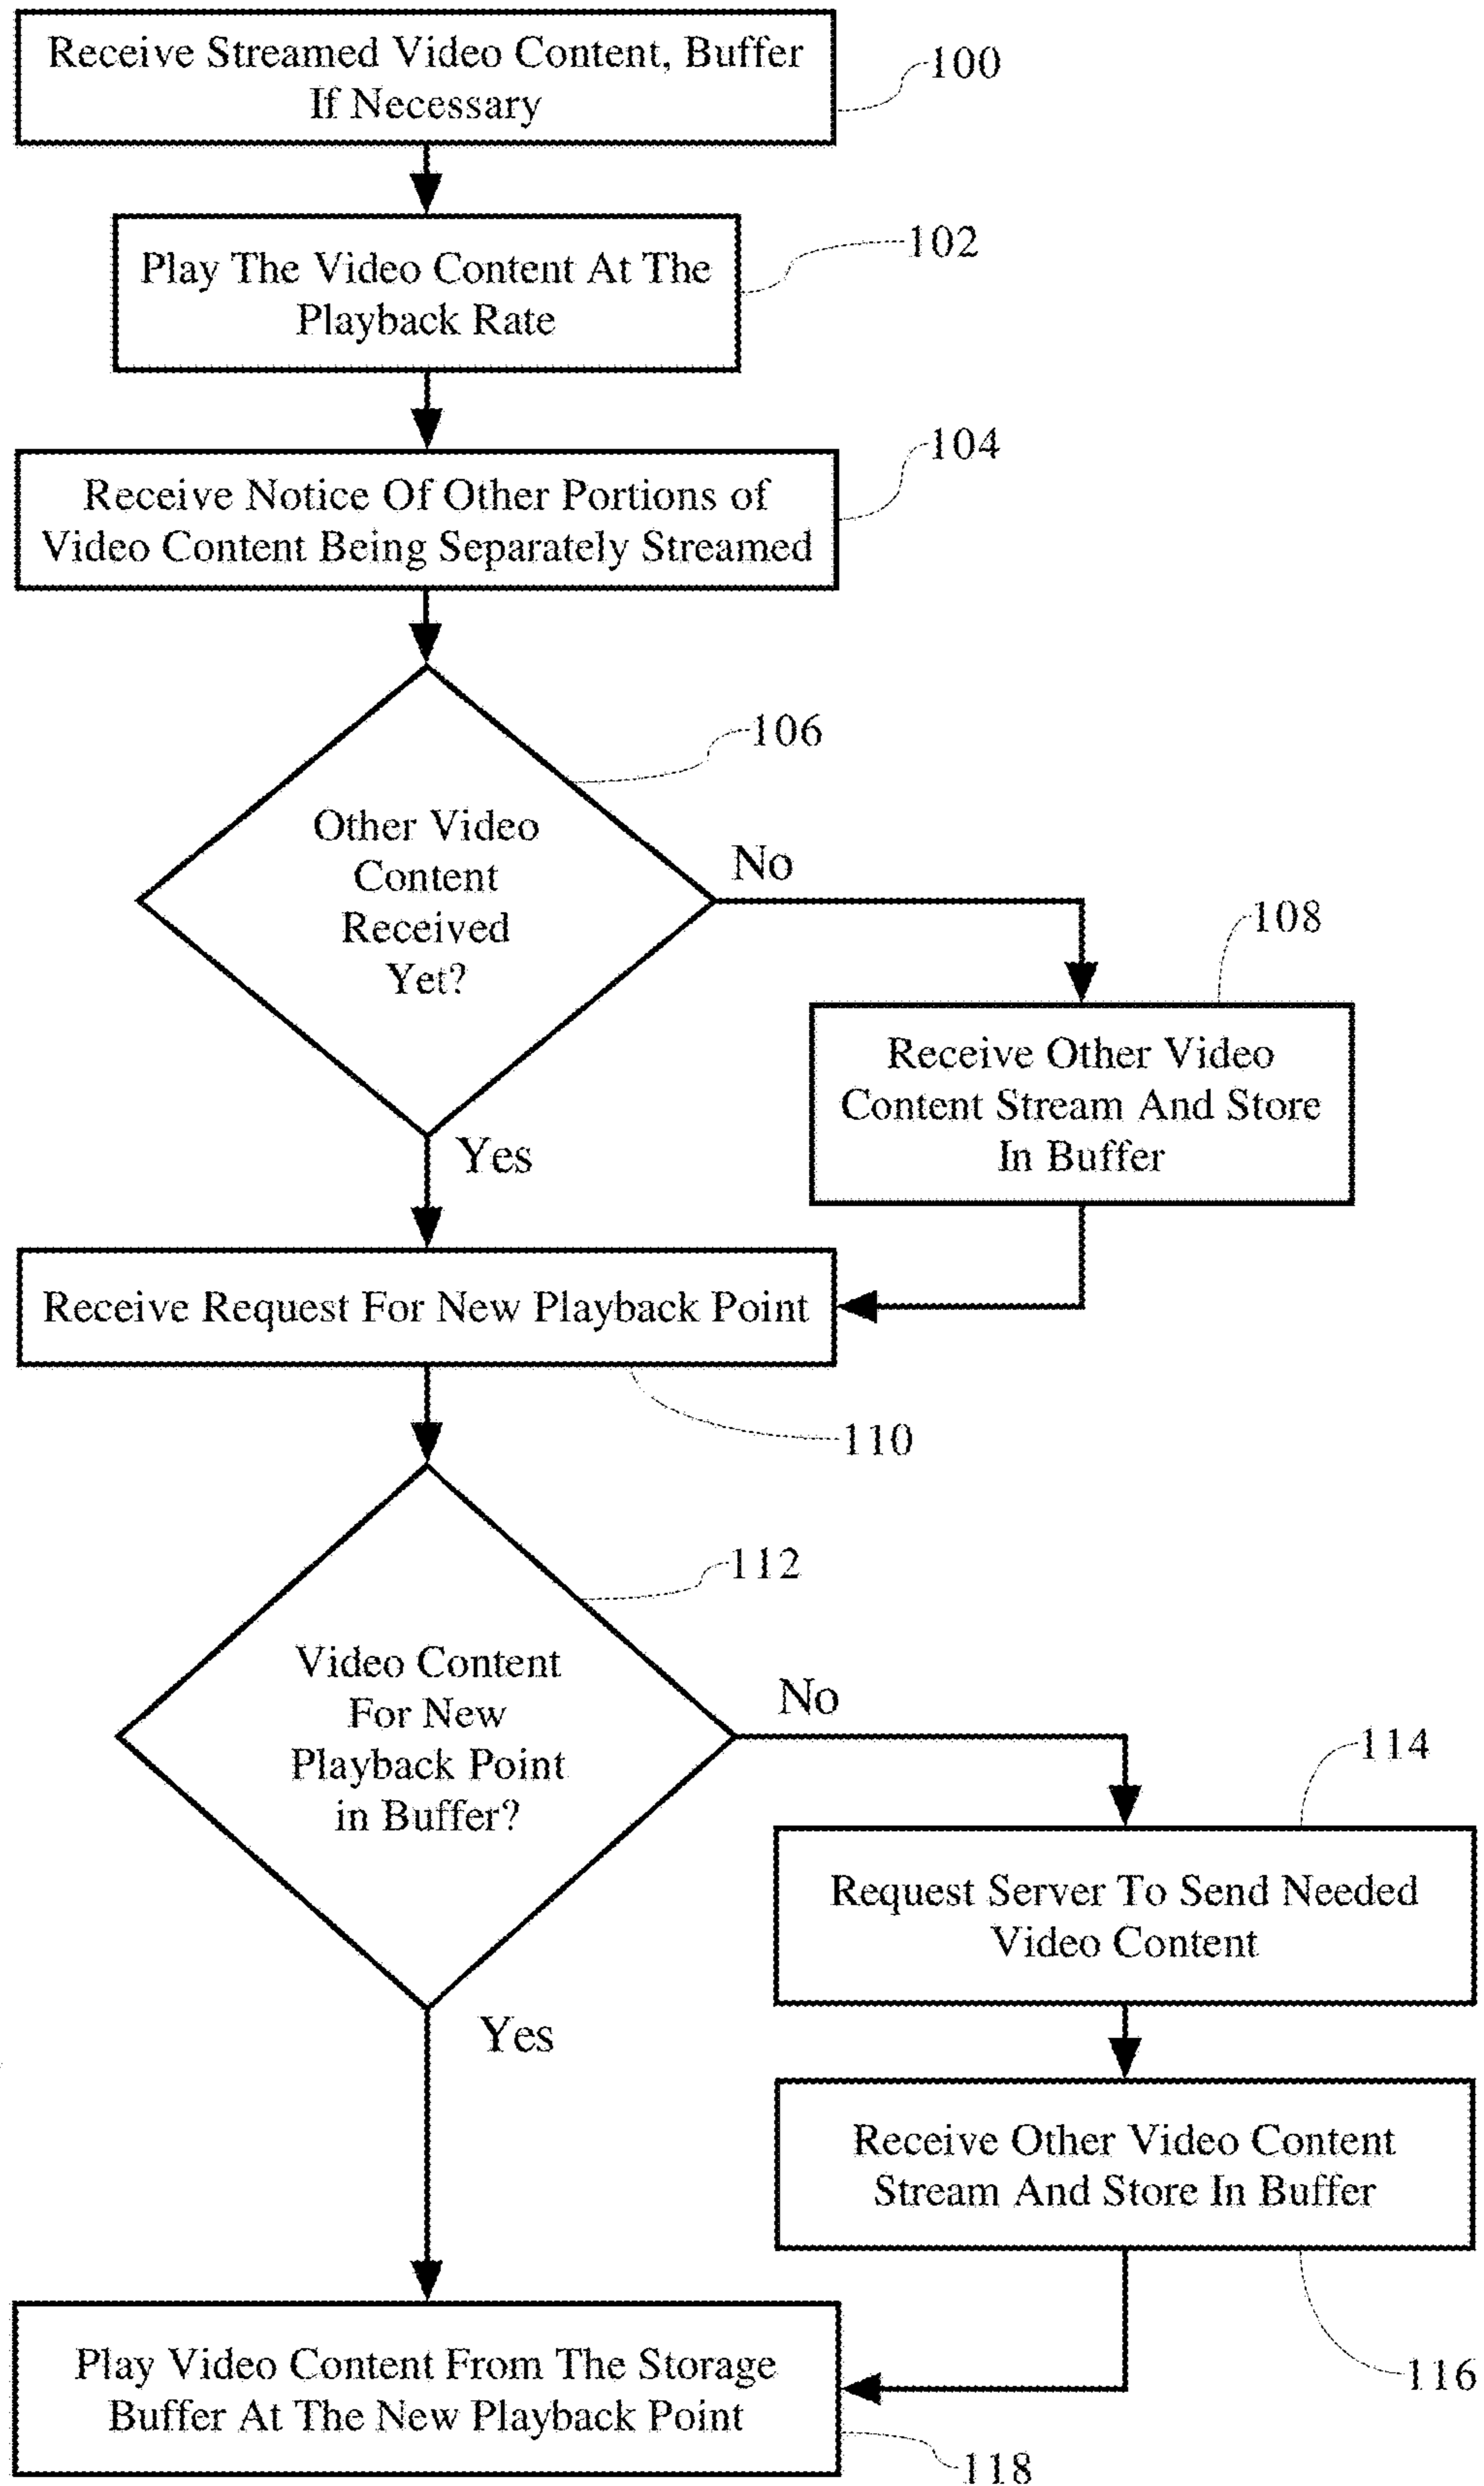 Receive Streamed Video Content, Buffer
If Necessary
100
Play The Video Content At The
Playback Rate
102
Receive Notice Of Other Portions of
Video Content Being Separately Streamed
104
Other Video
Content
Received
Yet?
106
No
Yes
Receive Other Video
Content Stream And Store
In Buffer
108
Receive Request For New Playback Point
110
Video Content
For New
Playback Point
in Buffer?
112
No
Yes
Request Server To Send Needed
Video Content
114
Receive Other Video Content
Stream And Store In Buffer
116
Play Video Content From The Storage
Buffer At The New Playback Point
118